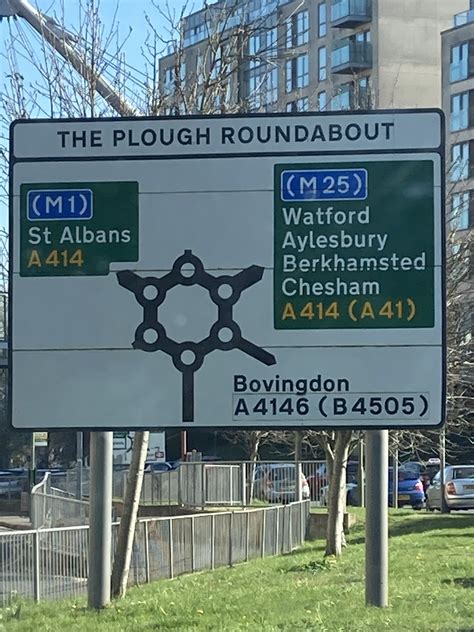 THE PLOUGH ROUNDABOUT
(M1)
St Albans
A414
(M25)
Watford
Aylesbury
Berkhamsted
Chesham
A414 (A41)
Bovingdon
A4146 (B4505)